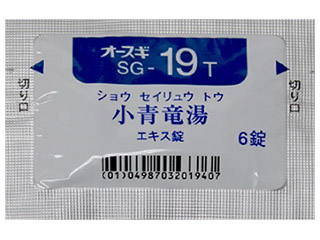 オースギ
SG-19T
ショウ セイリュウ トウ
小青竜湯
エキス錠 6錠
(01)04987032019407
切り口
切り口